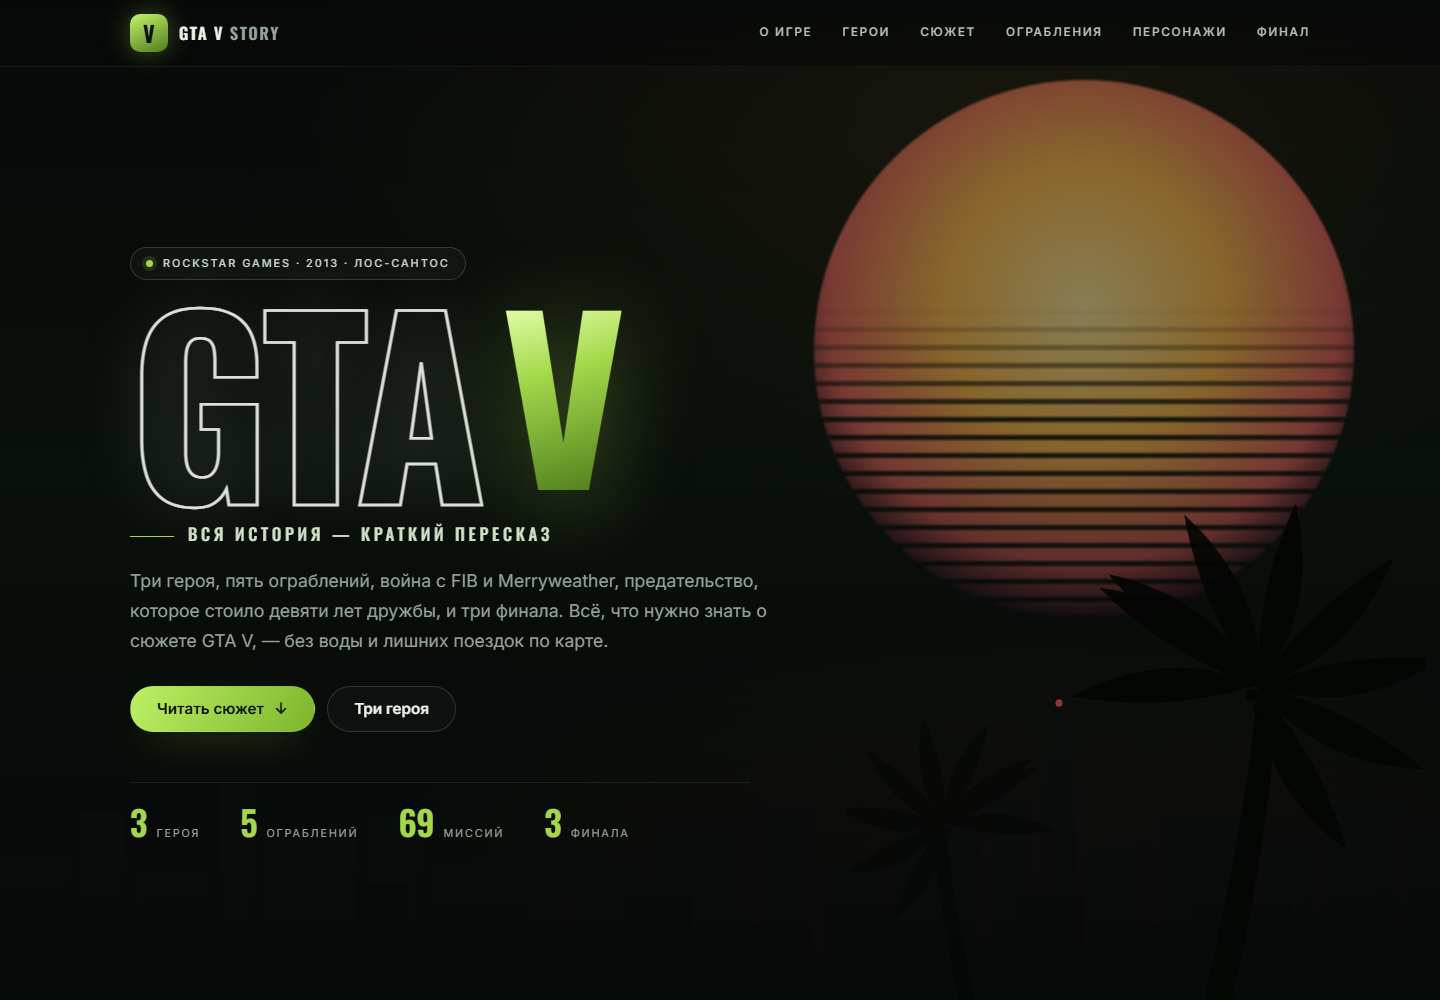 V GTA V STORY
О ИГРЕ ГЕРОИ СЮЖЕТ ОГРАБЛЕНИЯ ПЕРСОНАЖИ ФИНАЛ
ROCKSTAR GAMES · 2013 · ЛОС-САНТОС
GTA V
ВСЯ ИСТОРИЯ — КРАТКИЙ ПЕРЕСКАЗ
Три героя, пять ограблений, война с FIB и Merryweather, предательство,
которое стоило девяти лет дружбы, и три финала. Всё, что нужно знать о
сюжете GTA V, — без воды и лишних поездок по карте.
Читать сюжет ↓ Три героя
3 ГЕРОЯ 5 ОГРАБЛЕНИЙ 69 МИССИЙ 3 ФИНАЛА